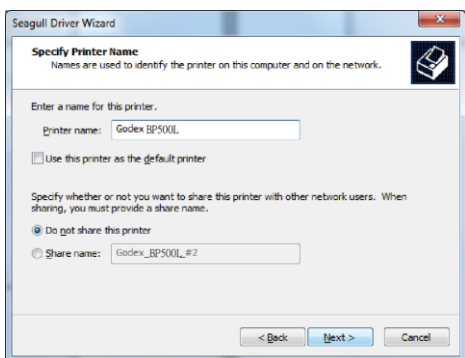 Seagull Driver Wizard
Specify Printer Name
Names are used to identify the printer on this computer and on the network.
Enter a name for this printer.
Printer name: Godex BP500L
Use this printer as the default printer
Specify whether or not you want to share this printer with other network users. When
sharing, you must provide a share name.
Do not share this printer
Share name: Godex_BP500L_#2
< Back Next > Cancel